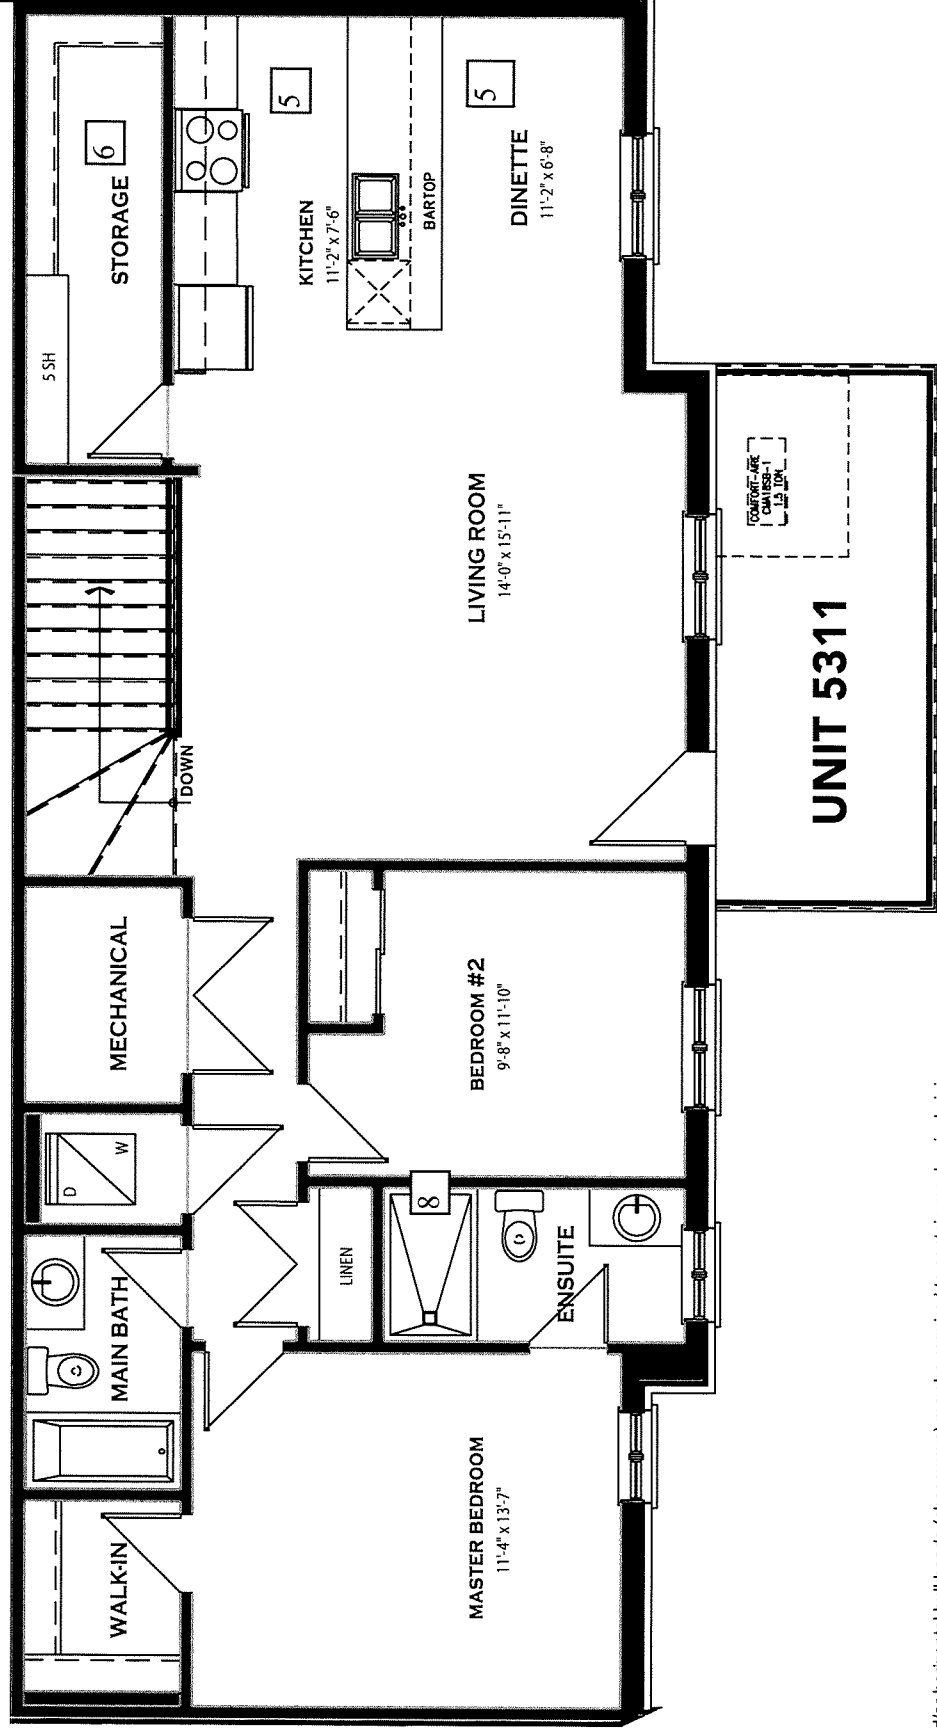 STORAGE
6
5 SH
5
KITCHEN
11'-2" x 7'-6"
BARTOP
5
DINETTE
11'-2" x 6'-8"
LIVING ROOM
14'-0" x 15'-11"
DOWN
COMFORT-AIRE
1.5 TON
UNIT 5311
MECHANICAL
BEDROOM #2
9'-8" x 11'-10"
D
W
MAIN BATH
LINEN
8
ENSUITE
WALK-IN
MASTER BEDROOM
11'-4" x 13'-7"